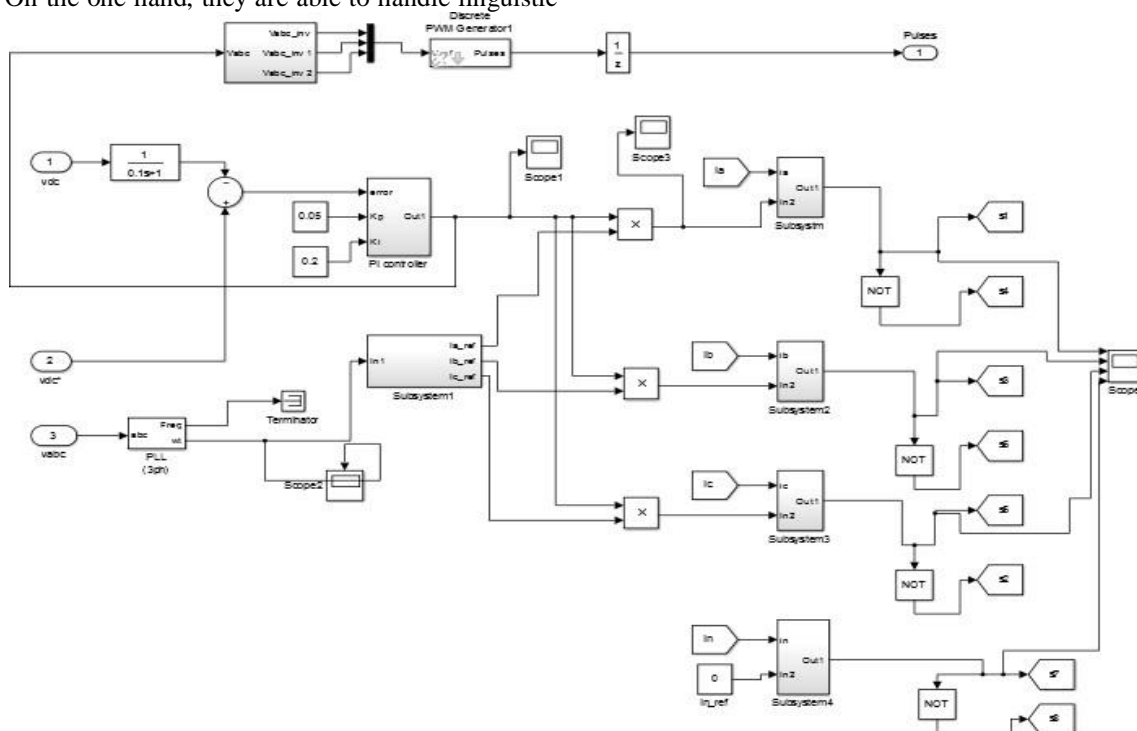 On the one hand, they are able to handle linguistic
Discrete
PWM Generator1
Vabc
Vabc_inv
Vabc_inv 1
Vabc_inv 2
Pulses
1
z
Pulses
1
1
vdc
1
0.1s+1
−
+
0.05
0.2
error
Kp
Ki
Out1
PI controller
Scope1
Scope3
×
Ia
Ia
In2
Out1
Subsystm
s1
NOT
s4
2
vdc*
In1
Ia_ref
Ib_ref
Ic_ref
Subsystem1
×
Ib
Ib
In2
Out1
Subsystem2
s3
NOT
Scope
3
vabc
abc
Freq
wt
PLL
(3ph)
Terminator
Scope2
×
Ic
Ic
In2
Out1
Subsystem3
NOT
s2
In
0
In_ref
In
In2
Out1
Subsystem4
s7
NOT